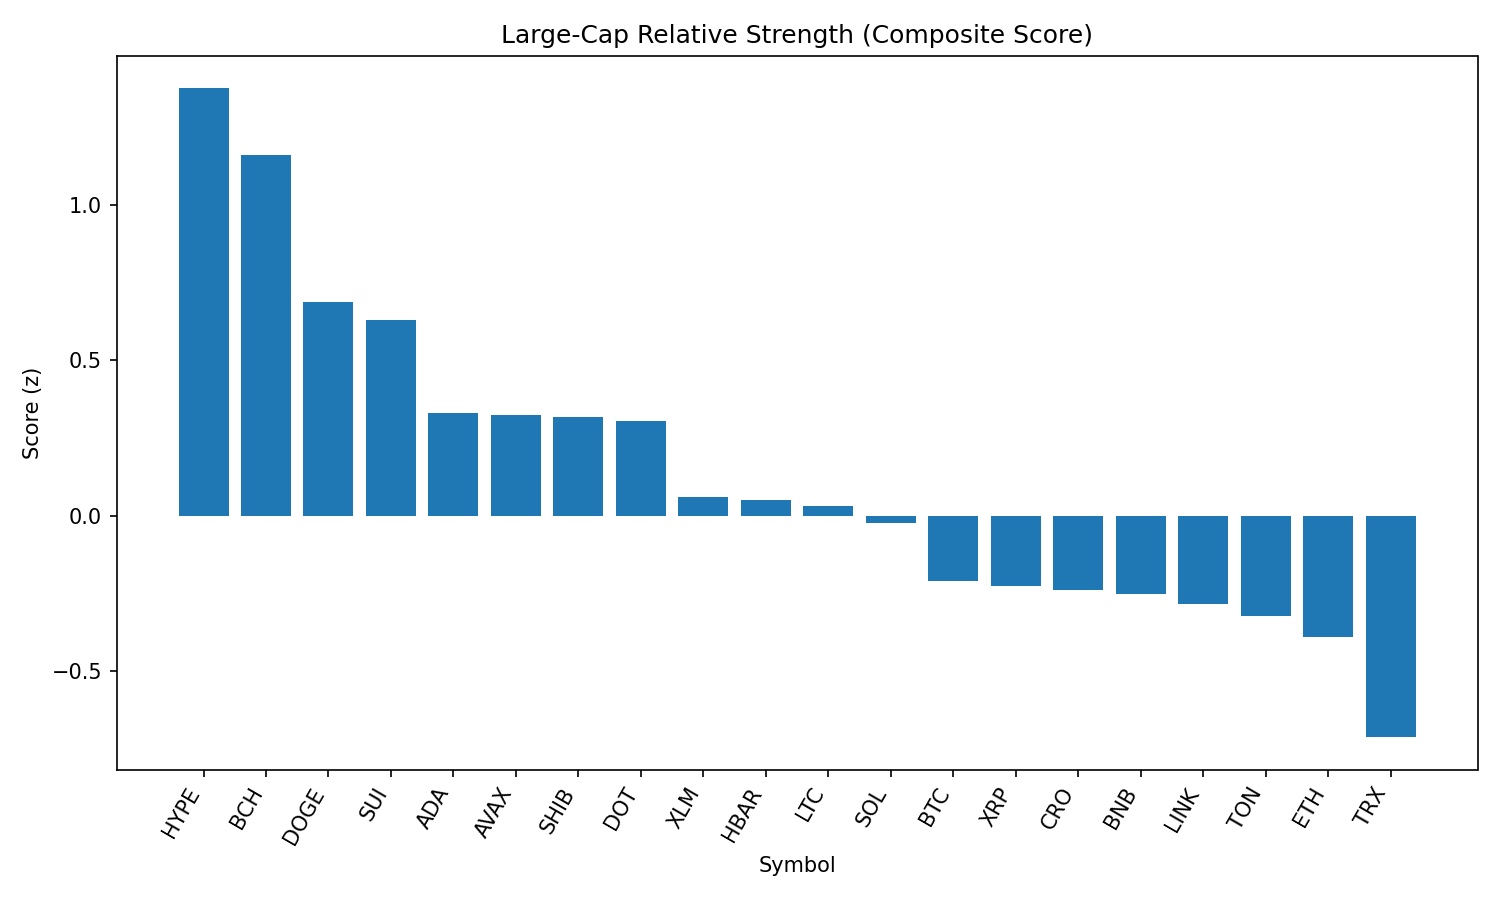 Large-Cap Relative Strength (Composite Score)
Score (z)
1.0
0.5
0.0
−0.5
HYPE
BCH
DOGE
SUI
ADA
AVAX
SHIB
DOT
XLM
HBAR
LTC
SOL
BTC
XRP
CRO
BNB
LINK
TON
ETH
TRX
Symbol